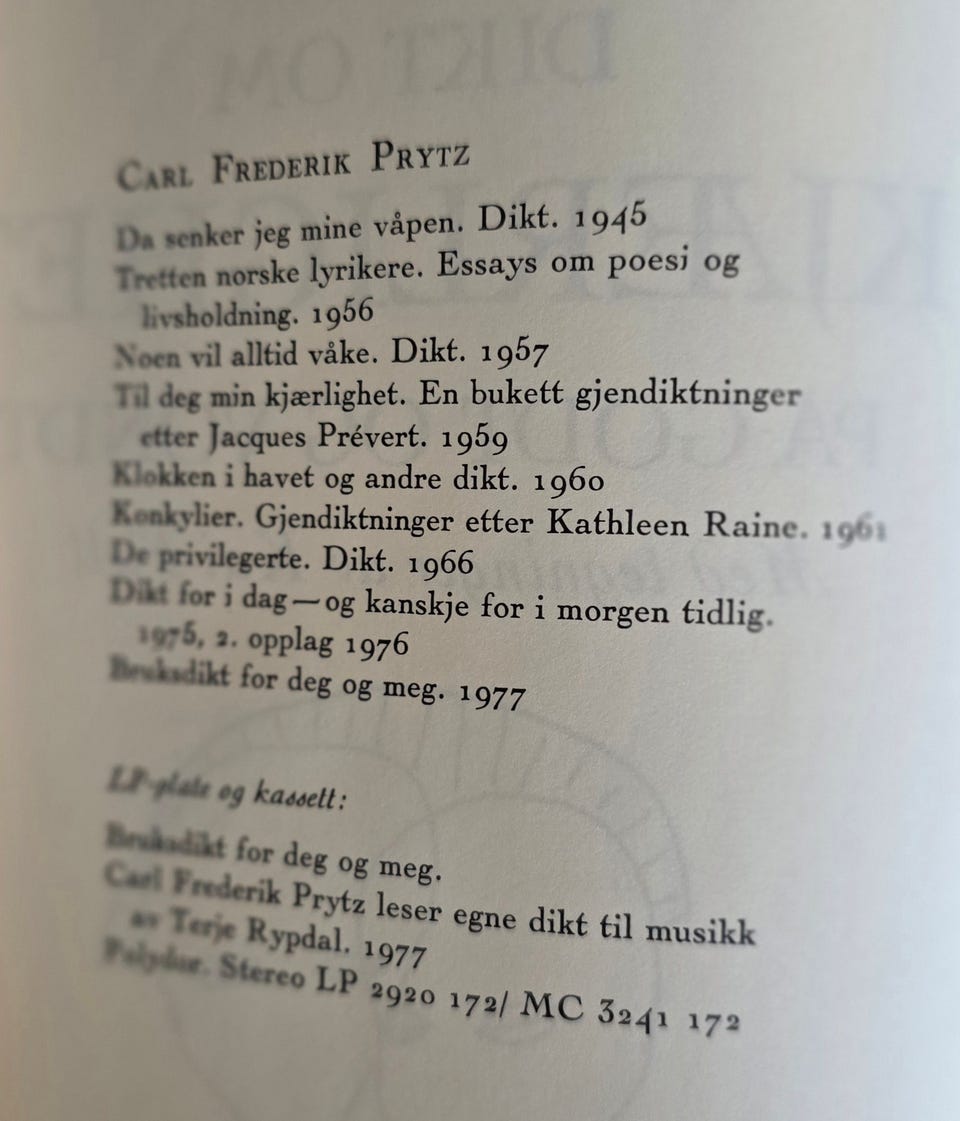 CARL FREDERIK PRYTZ
Da senker jeg mine våpen. Dikt. 1945
Tretten norske lyrikere. Essays om poesi og
livsholdning. 1956
Noen vil alltid våke. Dikt. 1957
Til deg min kjærlighet. En bukett gjendiktninger
etter Jacques Prévert. 1959
Klokken i havet og andre dikt. 1960
Konkylier. Gjendiktninger etter Kathleen Raine. 1961
De privilegerte. Dikt. 1966
Dikt for i dag — og kanskje for i morgen tidlig.
1975, 2. opplag 1976
Bruksdikt for deg og meg. 1977
LP-plate og kassett:
Bruksdikt for deg og meg.
Carl Frederik Prytz leser egne dikt til musikk
av Terje Rypdal. 1977
Polydor. Stereo LP 2920 172/ MC 3241 172